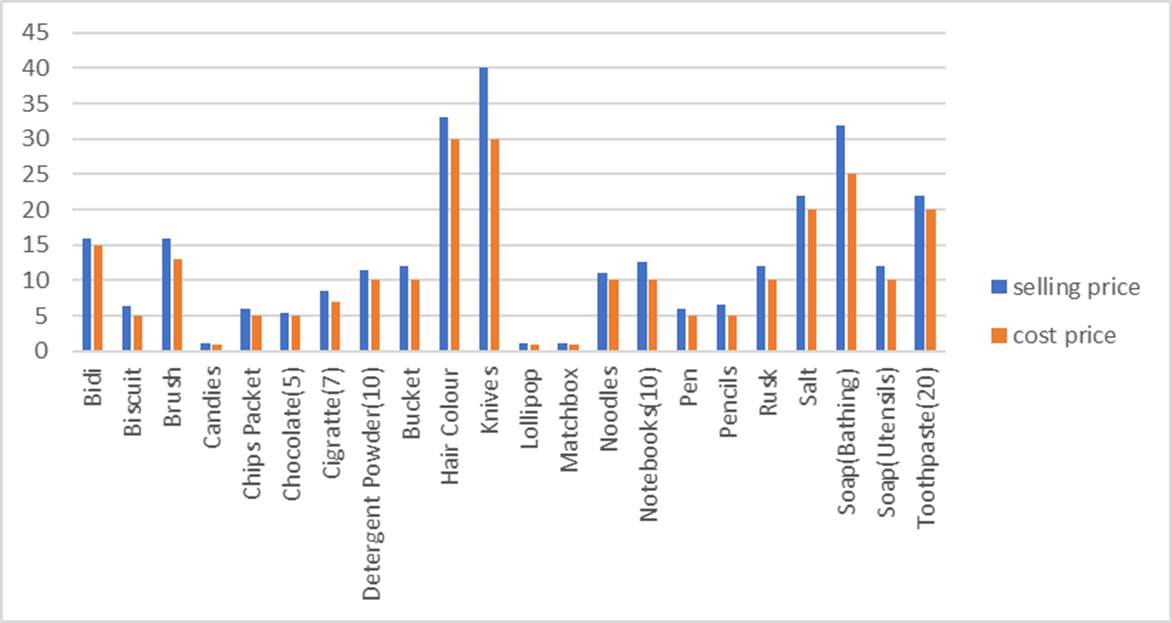 45
40
35
30
25
20
15
10
5
0
Bidi
Biscuit
Brush
Candies
Chips Packet
Chocolate(5)
Cigratte(7)
Detergent Powder(10)
Bucket
Hair Colour
Knives
Lollipop
Matchbox
Noodles
Notebooks(10)
Pen
Pencils
Rusk
Salt
Soap(Bathing)
Soap(Utensils)
Toothpaste(20)
selling price
cost price